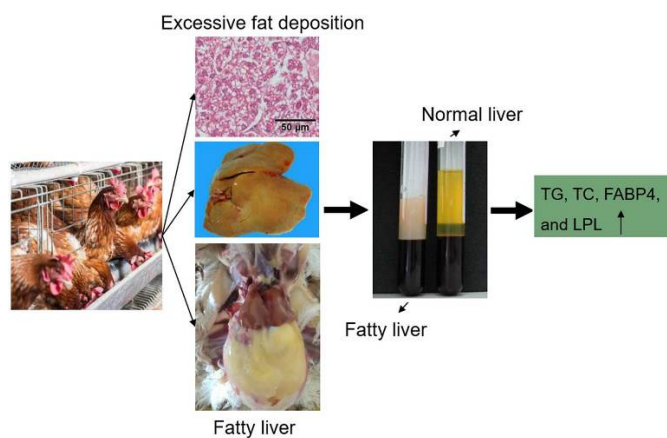 Excessive fat deposition
50 μm
Normal liver
TG, TC, FABP4,
and LPL
Fatty liver
Fatty liver